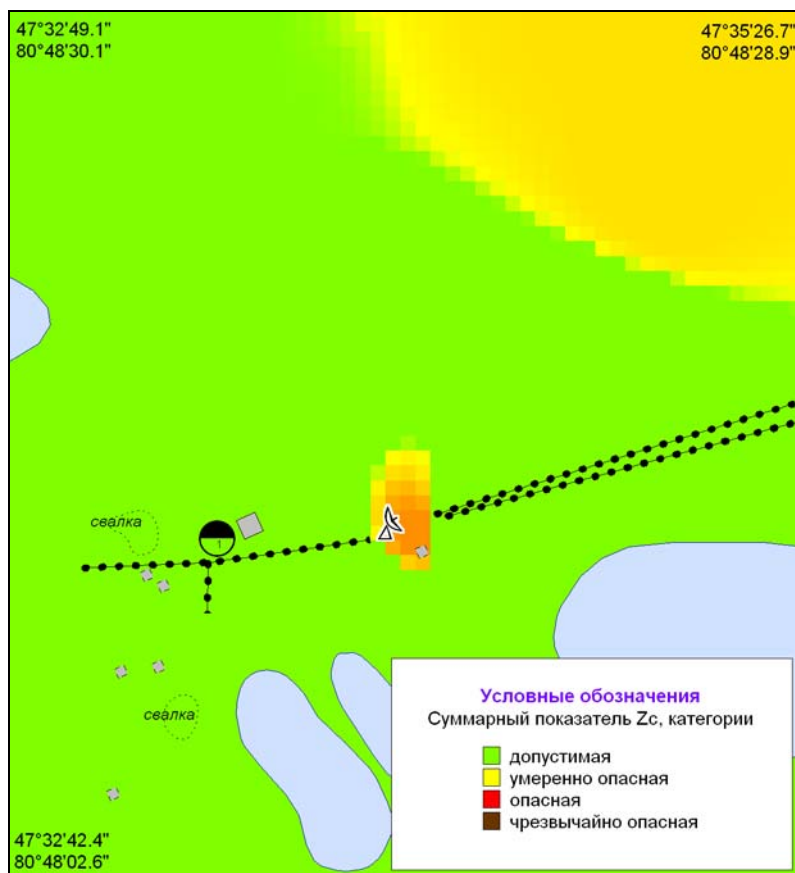 47°32'49.1"
80°48'30.1"
47°35'26.7"
80°48'28.9"
свалка
1
свалка
Условные обозначения
Суммарный показатель Zc, категории
допустимая
умеренно опасная
опасная
чрезвычайно опасная
47°32'42.4"
80°48'02.6"